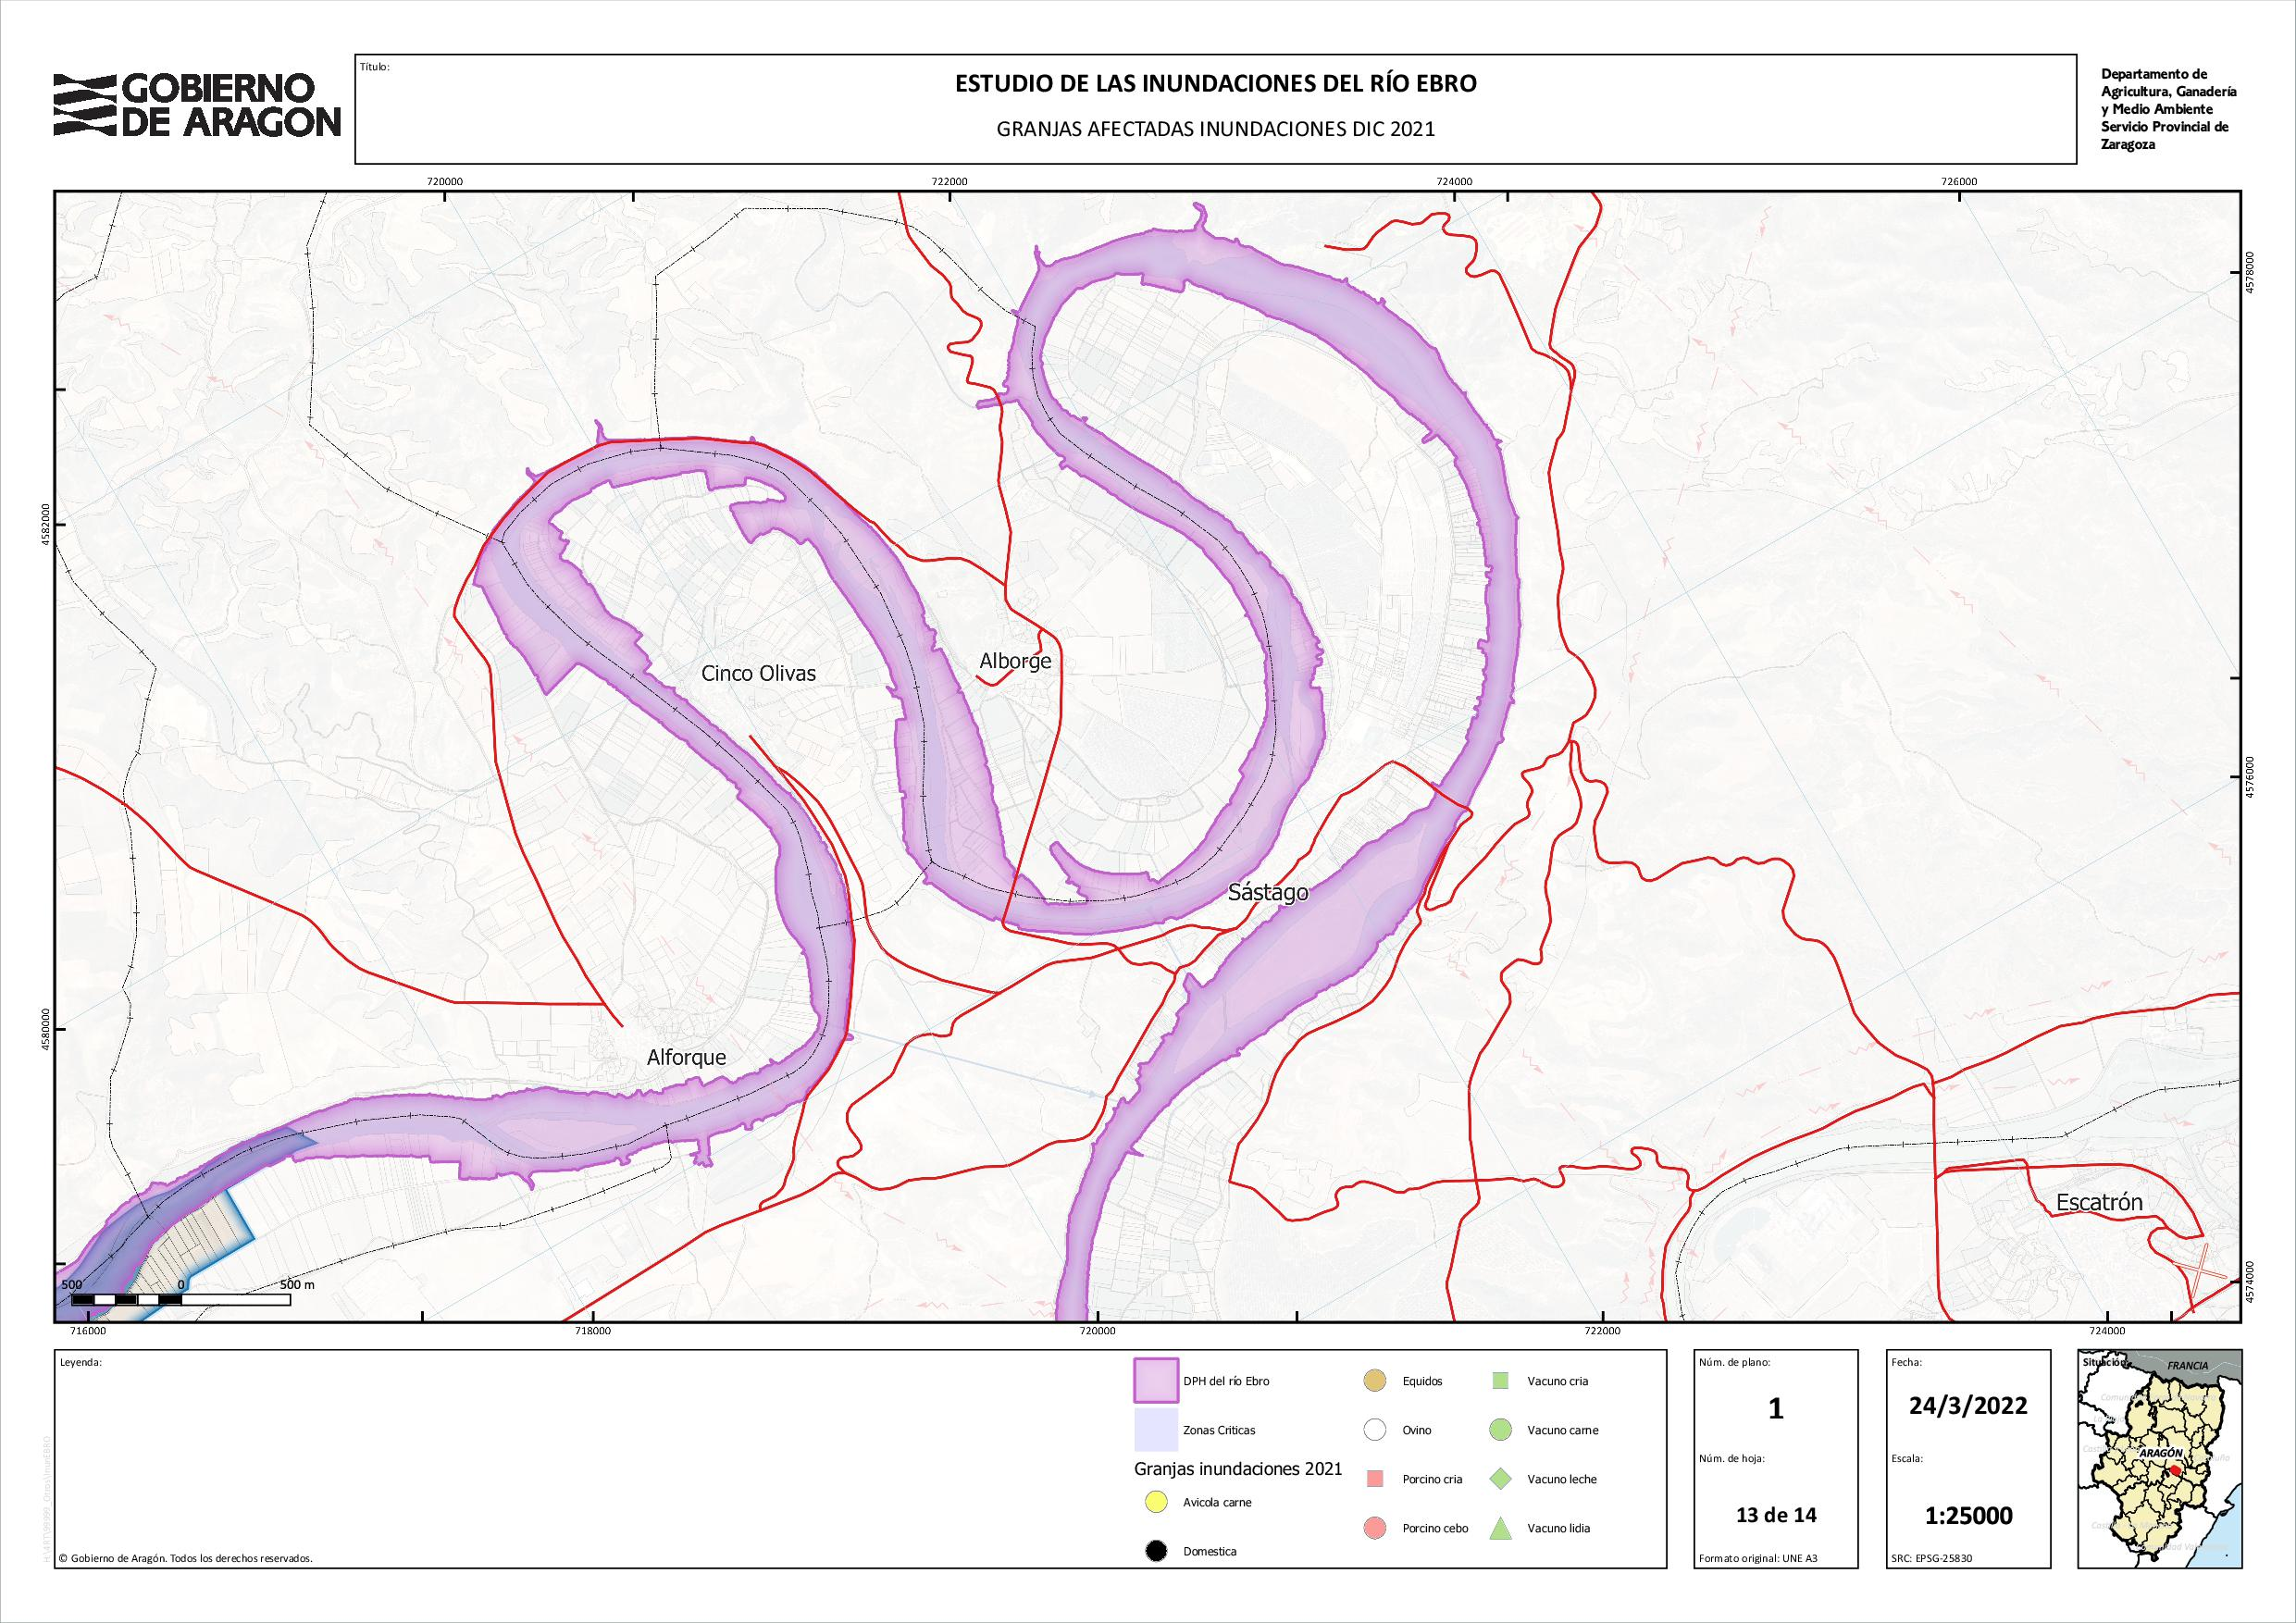 GOBIERNO
DE ARAGON
Título:
ESTUDIO DE LAS INUNDACIONES DEL RÍO EBRO
GRANJAS AFECTADAS INUNDACIONES DIC 2021
Departamento de
Agricultura, Ganadería
y Medio Ambiente
Servicio Provincial de
Zaragoza
720000
722000
724000
726000
4578000
4576000
4574000
4582000
4580000
Cinco Olivas
Alborge
Sástago
Alforque
Escatrón
500
0
500 m
716000
718000
720000
722000
724000
Leyenda:
DPH del río Ebro
Zonas Criticas
Granjas inundaciones 2021
Avicola carne
Domestica
Equidos
Ovino
Porcino cria
Porcino cebo
Vacuno cria
Vacuno carne
Vacuno leche
Vacuno lidia
© Gobierno de Aragón. Todos los derechos reservados.
Núm. de plano:
1
Núm. de hoja:
13 de 14
Formato original: UNE A3
Fecha:
24/3/2022
Escala:
1:25000
SRC: EPSG-25830
Situación:
FRANCIA
ARAGÓN